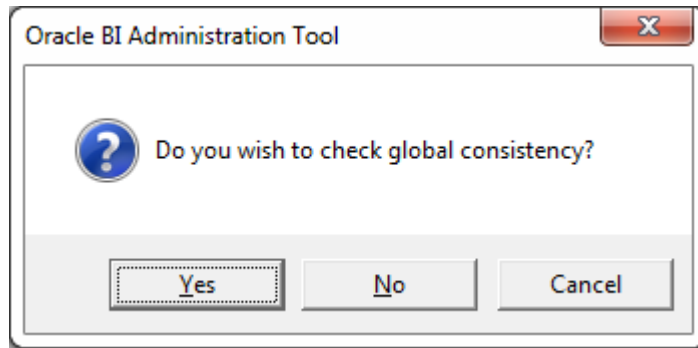 Oracle BI Administration Tool
Do you wish to check global consistency?
Yes No Cancel